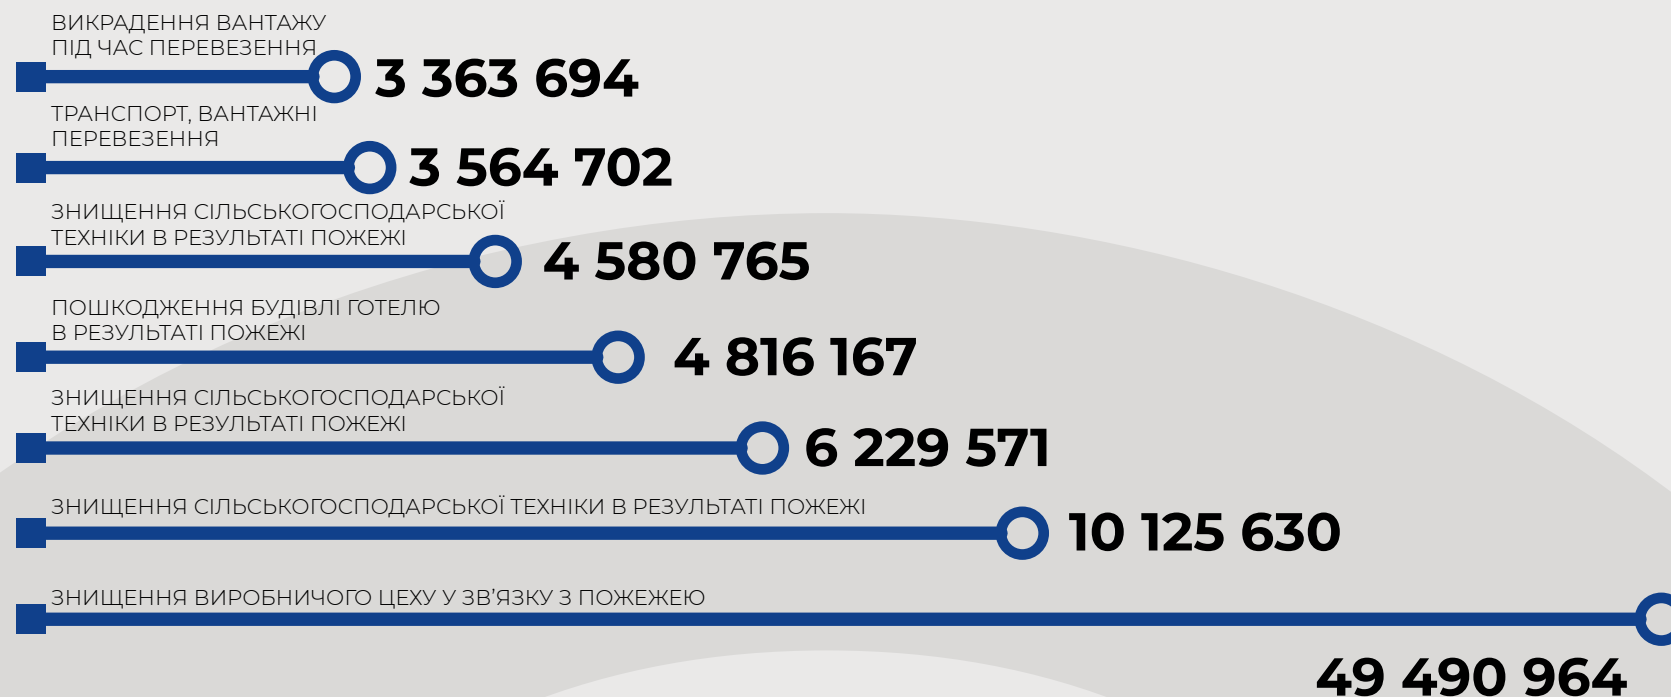 ВИКРАДЕННЯ ВАНТАЖУ
ПІД ЧАС ПЕРЕВЕЗЕННЯ
3 363 694
ТРАНСПОРТ, ВАНТАЖНІ
ПЕРЕВЕЗЕННЯ
3 564 702
ЗНИЩЕННЯ СІЛЬСЬКОГОСПОДАРСЬКОЇ
ТЕХНІКИ В РЕЗУЛЬТАТІ ПОЖЕЖІ
4 580 765
ПОШКОДЖЕННЯ БУДІВЛІ ГОТЕЛЮ
В РЕЗУЛЬТАТІ ПОЖЕЖІ
4 816 167
ЗНИЩЕННЯ СІЛЬСЬКОГОСПОДАРСЬКОЇ
ТЕХНІКИ В РЕЗУЛЬТАТІ ПОЖЕЖІ
6 229 571
ЗНИЩЕННЯ СІЛЬСЬКОГОСПОДАРСЬКОЇ ТЕХНІКИ В РЕЗУЛЬТАТІ ПОЖЕЖІ
10 125 630
ЗНИЩЕННЯ ВИРОБНИЧОГО ЦЕХУ У ЗВ’ЯЗКУ З ПОЖЕЖЕЮ
49 490 964